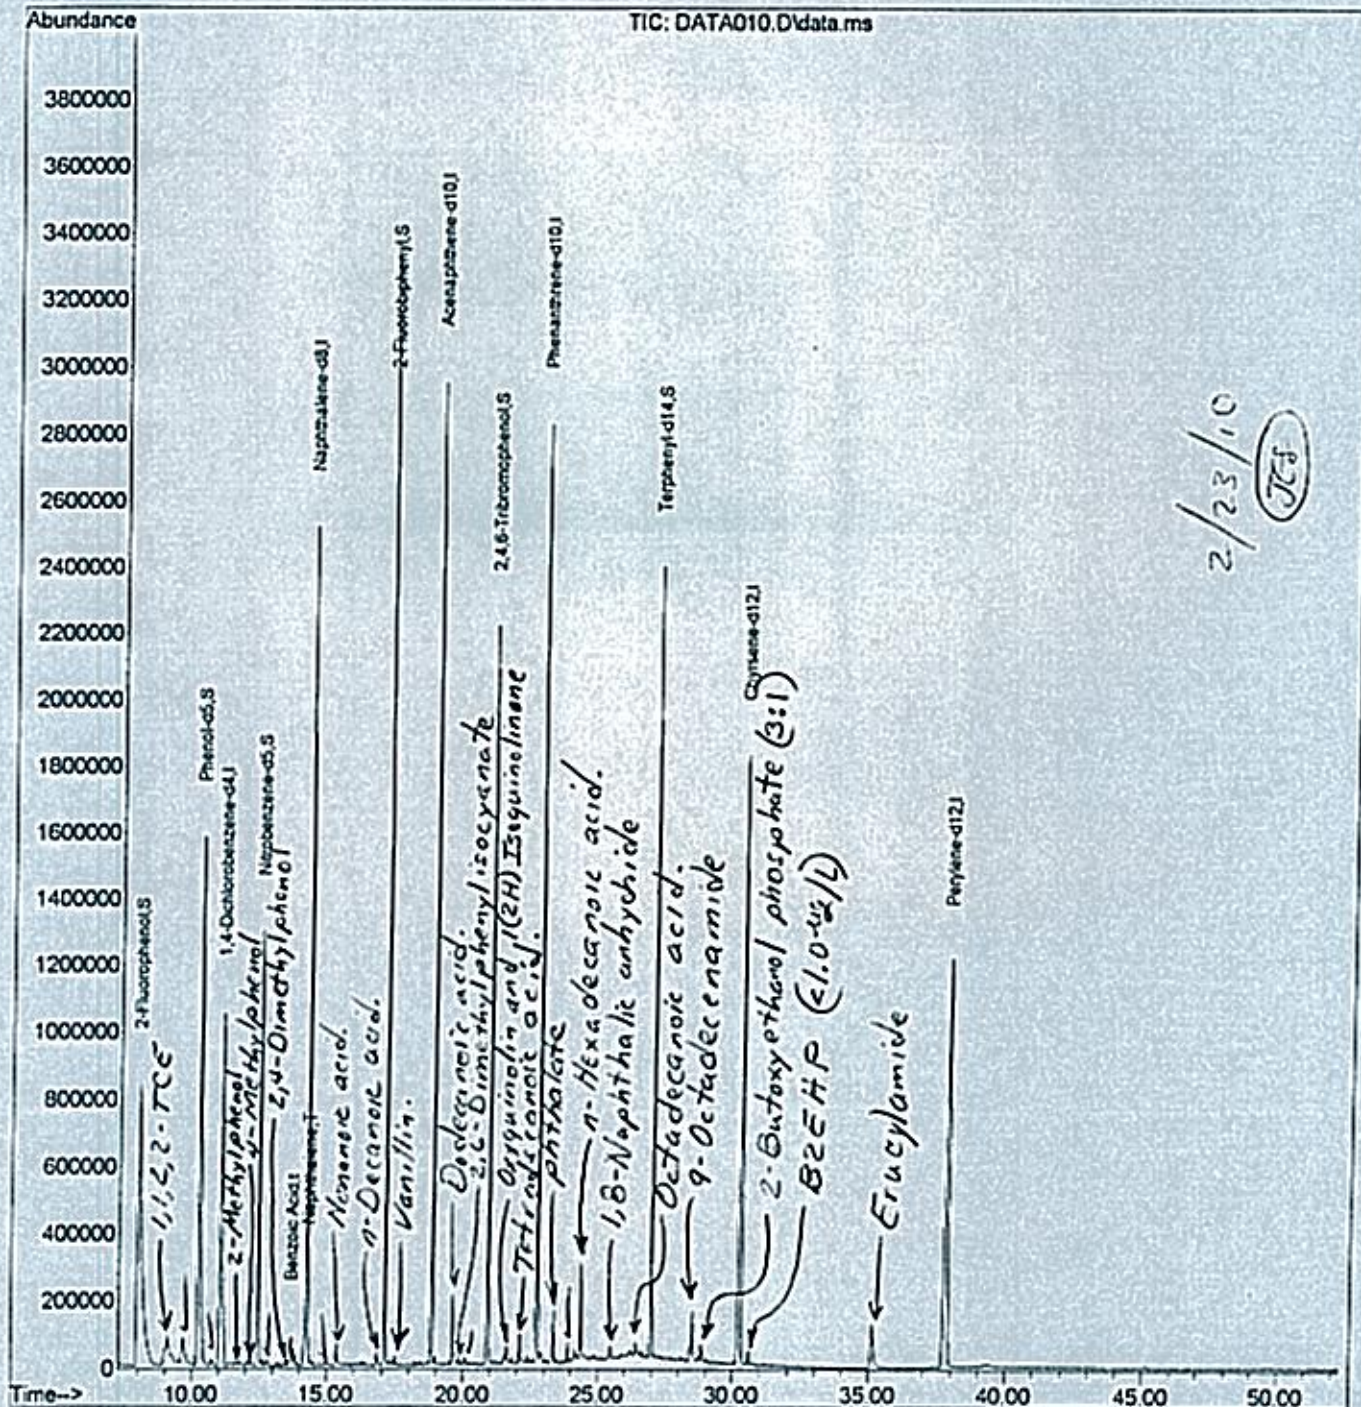 Abundance
TIC: DATA010.D\data.ms
3800000
3600000
3400000
3200000
3000000
2800000
2600000
2400000
2200000
2000000
1800000
1600000
1400000
1200000
1000000
800000
600000
400000
200000
0
Time-->
10.00 15.00 20.00 25.00 30.00 35.00 40.00 45.00 50.00
2-Fluorophenol,S
1,1,2,2-TCE
Phenol-d5,S
1,4-Dichlorobenzene-d4,I
2-Methylphenol
4-Methylphenol
Nitrobenzene-d5,S
2,4-Dimethylphenol
Benzoic Acid,T
Naphthalene-d8,I
Naphthalene,T
Nonanoic acid.
n-Decanoic acid.
2-Fluorobiphenyl,S
Vanillin.
Acenaphthene-d10,I
Dodecanoic acid.
2,6-Dimethylphenylisocyanate
2,4,6-Tribromophenol,S
Oxyquinolin and 1(2H) Isoquinolinone
Tetradecanoic acid.
Phenanthrene-d10,I
phthalate
n-Hexadecanoic acid.
1,8-Naphthalic anhydride
Octadecanoic acid.
Terphenyl-d14,S
9-Octadecenamide
Chrysene-d12,I
2-Butoxyethanol phosphate (3:1)
B2EHP (<1.0 ug/L)
Erucylamide
Perylene-d12,I
2/23/10